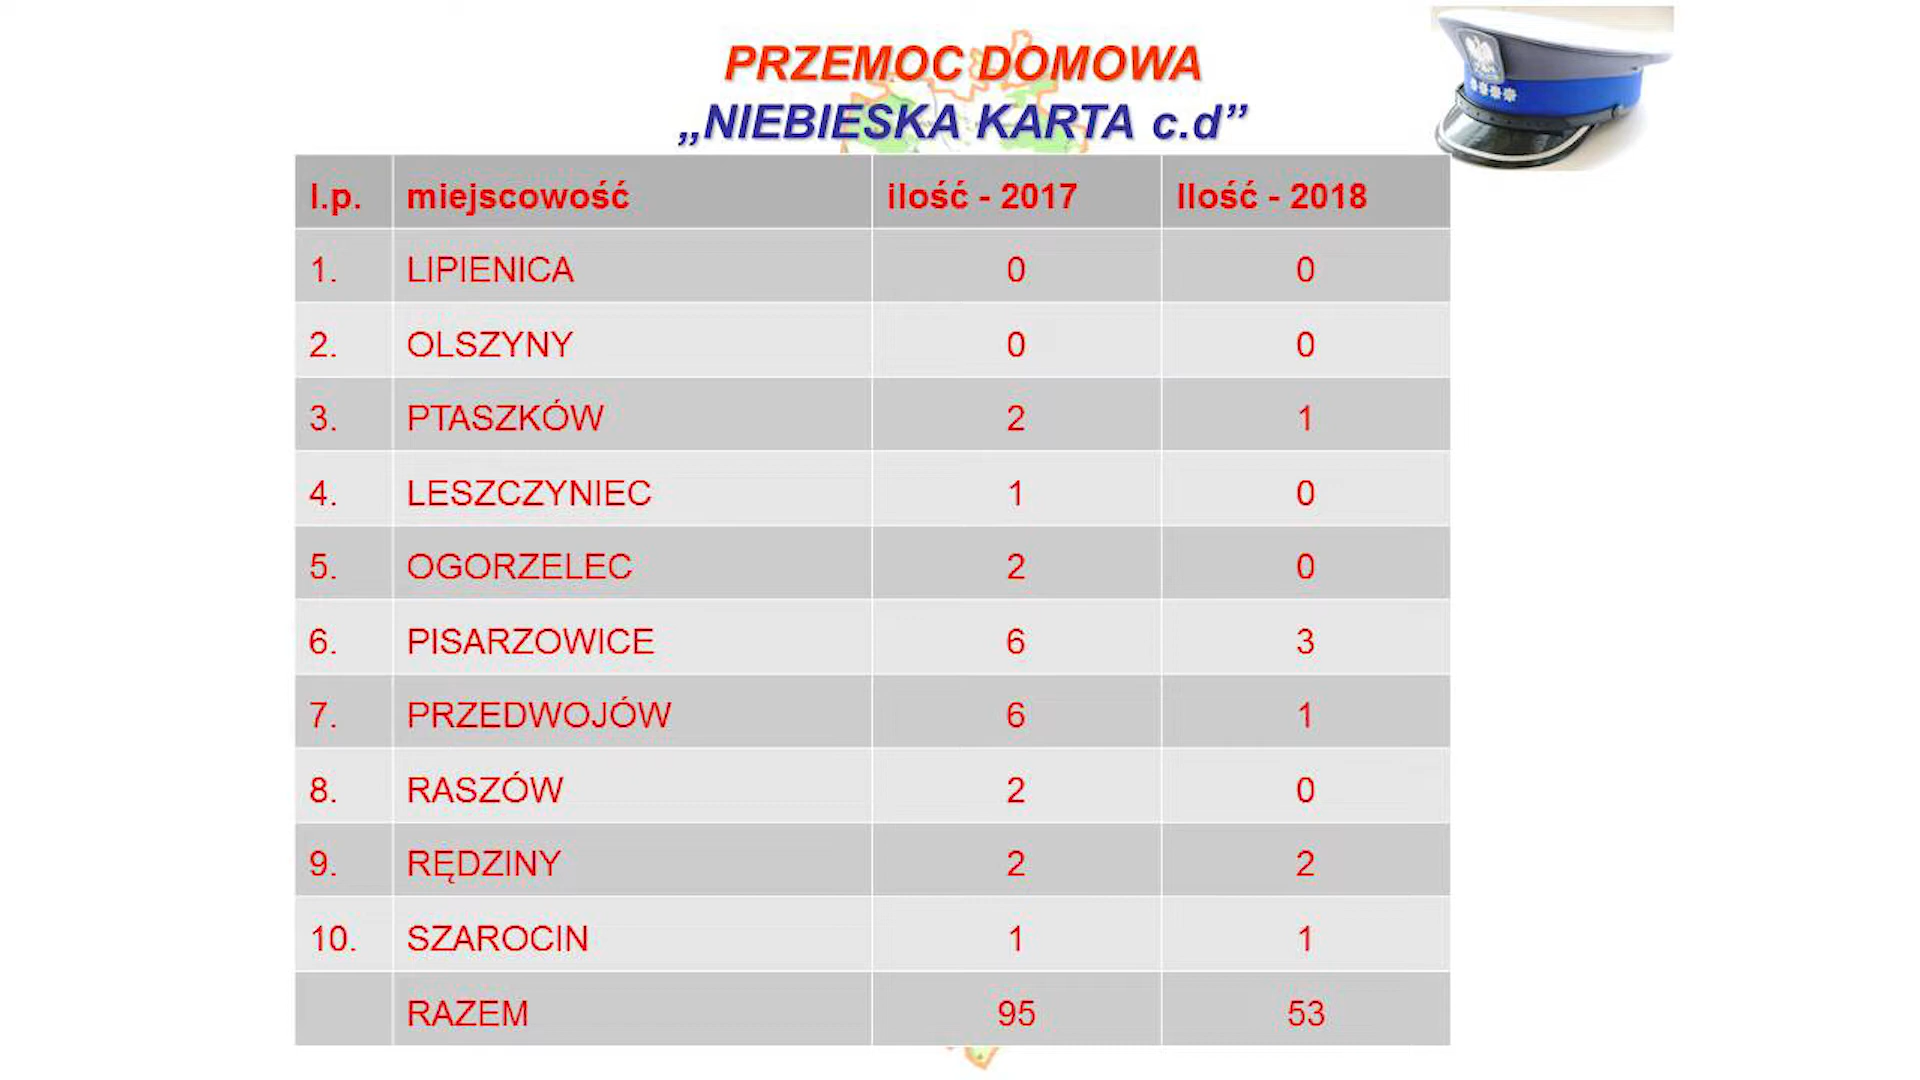 PRZEMOC DOMOWA
„NIEBIESKA KARTA c.d”
l.p. miejscowość ilość - 2017 Ilość - 2018
1. LIPIENICA 0 0
2. OLSZYNY 0 0
3. PTASZKÓW 2 1
4. LESZCZYNIEC 1 0
5. OGORZELEC 2 0
6. PISARZOWICE 6 3
7. PRZEDWOJÓW 6 1
8. RASZÓW 2 0
9. RĘDZINY 2 2
10. SZAROCIN 1 1
RAZEM 95 53